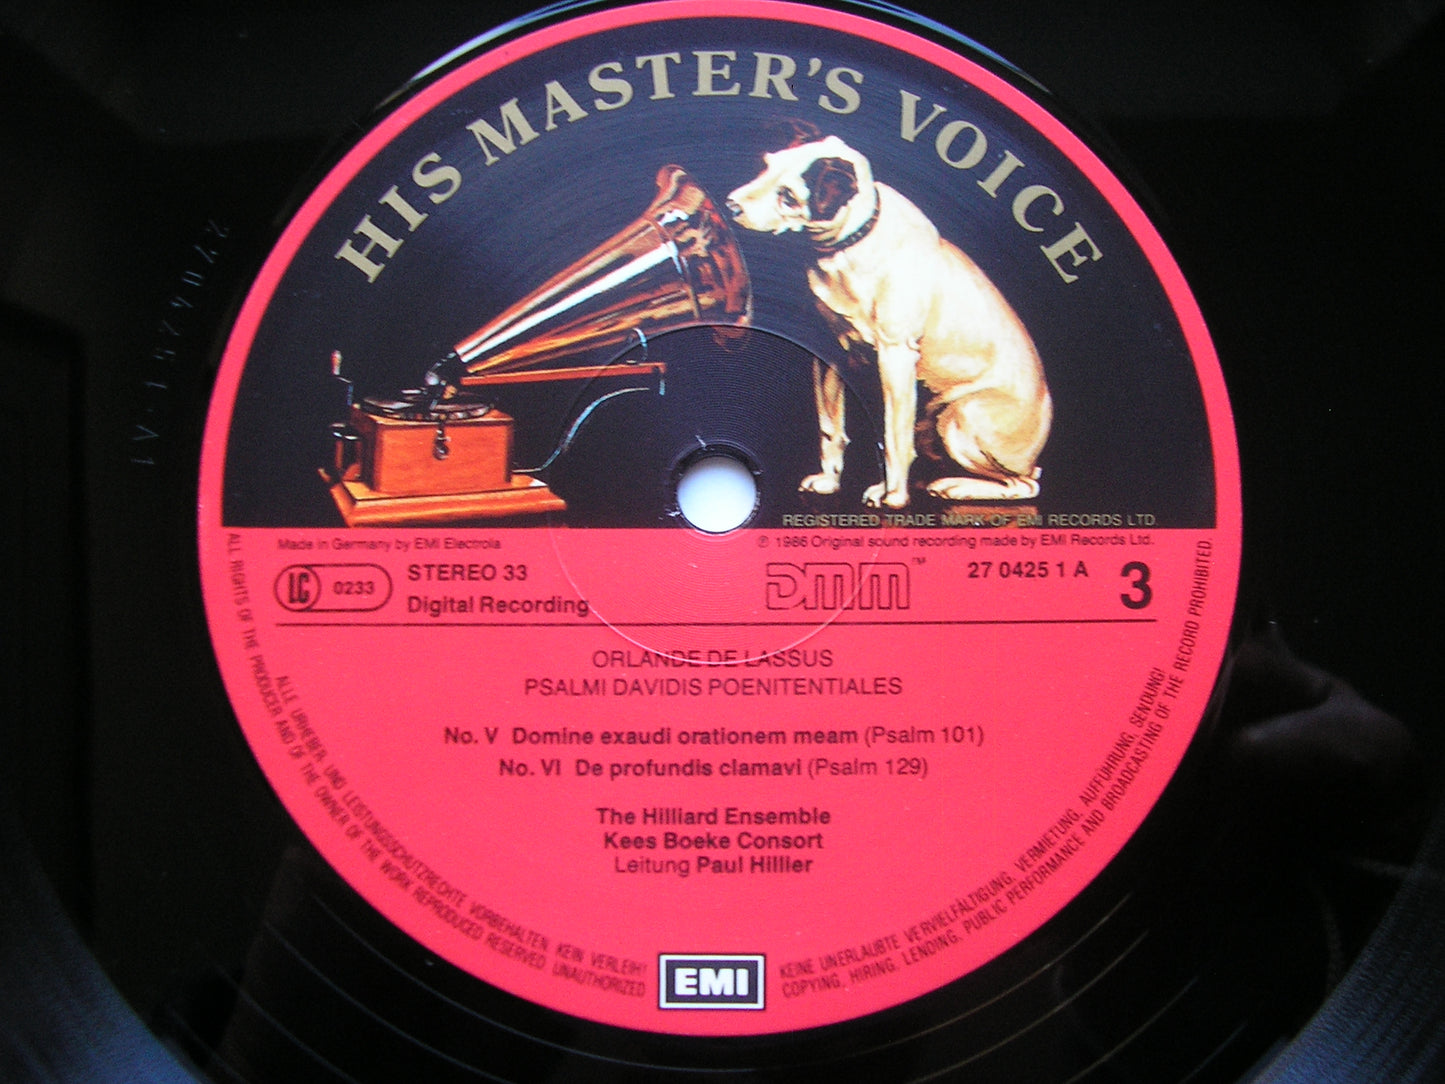 HIS MASTER'S VOICE
REGISTERED TRADE MARK OF EMI RECORDS LTD
Made in Germany by EMI Electrola
℗ 1986 Original sound recording made by EMI Records Ltd.
LC 0233
STEREO 33
Digital Recording
DMM™
27 0425 1 A
3
ORLANDE DE LASSUS
PSALMI DAVIDIS POENITENTIALES
No. V Domine exaudi orationem meam (Psalm 101)
No. VI De profundis clamavi (Psalm 129)
The Hilliard Ensemble
Kees Boeke Consort
Leitung Paul Hillier
ALLE URHEBER- UND LEISTUNGSSCHUTZRECHTE VORBEHALTEN. KEIN VERLEIH!
KEINE UNERLAUBTE VERVIELFÄLTIGUNG, VERMIETUNG, AUFFÜHRUNG, SENDUNG!
ALL RIGHTS OF THE PRODUCER AND OF THE OWNER OF THE WORK REPRODUCED RESERVED UNAUTHORIZED
COPYING, HIRING, LENDING, PUBLIC PERFORMANCE AND BROADCASTING OF THE RECORD PROHIBITED.
EMI